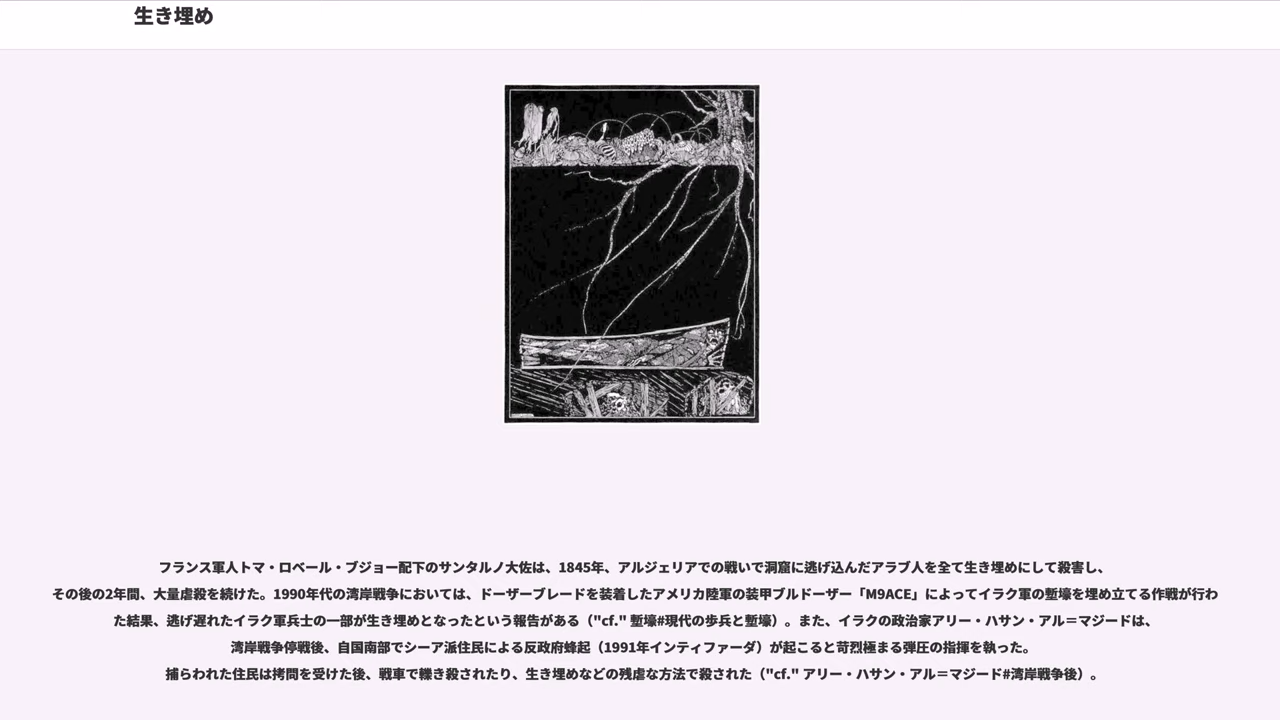 生き埋め
フランス軍人トマ・ロベール・ブジョー配下のサンタルノ大佐は、1845年、アルジェリアでの戦いで洞窟に逃げ込んだアラブ人を全て生き埋めにして殺害し、
その後の2年間、大量虐殺を続けた。1990年代の湾岸戦争においては、ドーザーブレードを装着したアメリカ陸軍の装甲ブルドーザー「M9ACE」によってイラク軍の塹壕を埋め立てる作戦が行わ
た結果、逃げ遅れたイラク軍兵士の一部が生き埋めとなったという報告がある（"cf." 塹壕#現代の歩兵と塹壕）。また、イラクの政治家アリー・ハサン・アル＝マジードは、
湾岸戦争停戦後、自国南部でシーア派住民による反政府蜂起（1991年インティファーダ）が起こると苛烈極まる弾圧の指揮を執った。
捕らわれた住民は拷問を受けた後、戦車で轢き殺されたり、生き埋めなどの残虐な方法で殺された（"cf." アリー・ハサン・アル＝マジード#湾岸戦争後）。